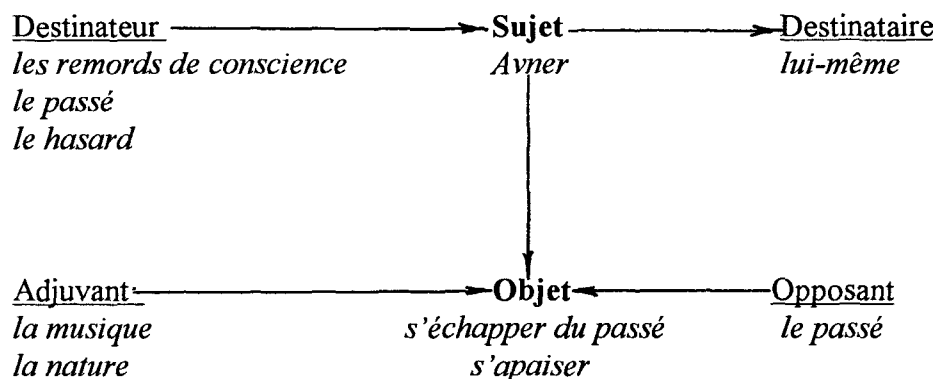 Destinateur Sujet Destinataire
les remords de conscience Avner lui-même
le passé
le hasard
Adjuvant Objet Opposant
la musique s'échapper du passé le passé
la nature s'apaiser